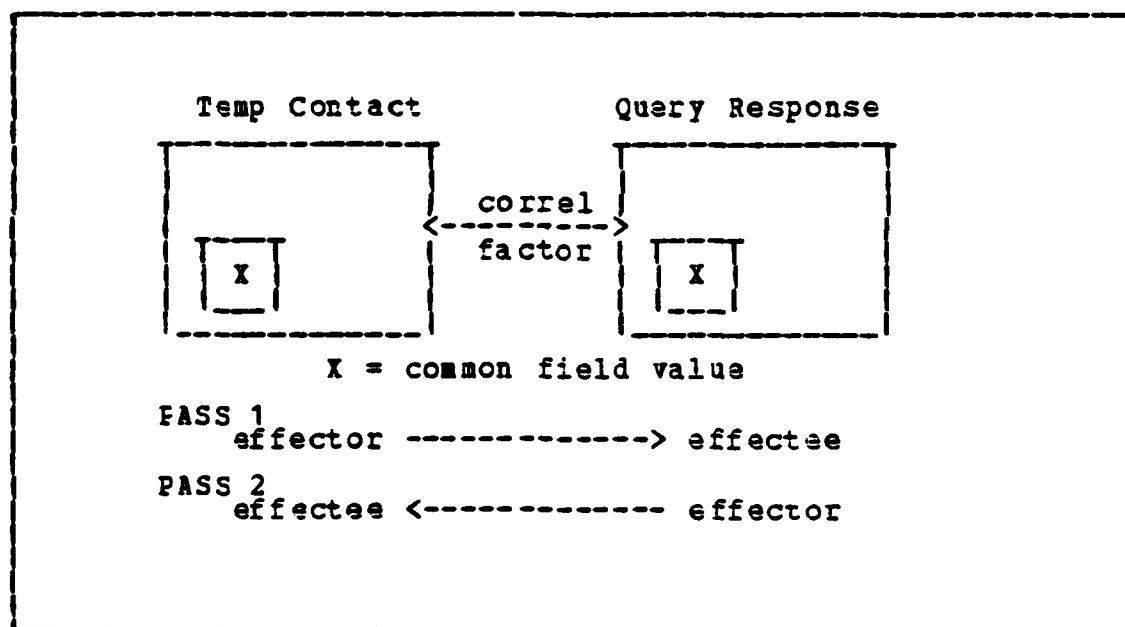 Temp Contact Query Response
correl
<---------->
factor
X X
X = common field value
PASS 1
effector --------------> effectee
PASS 2
effectee <-------------- effector